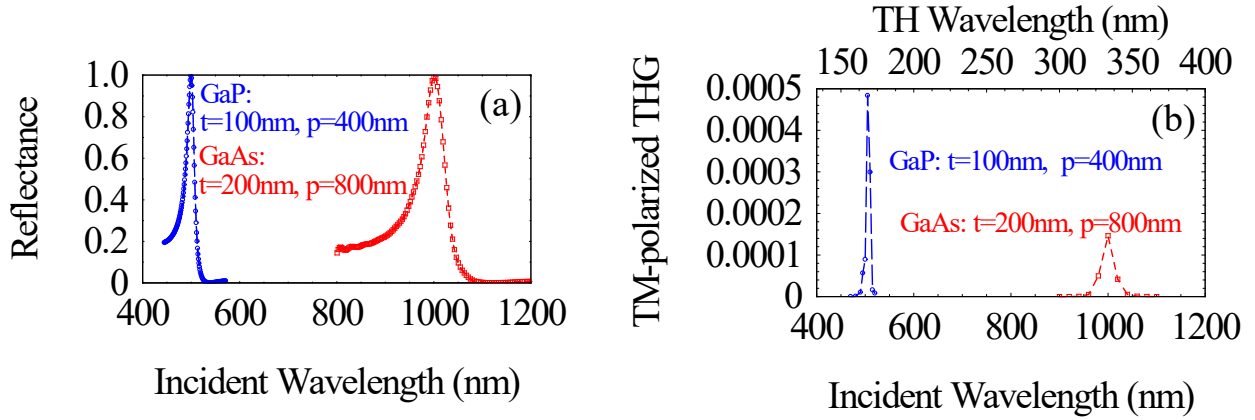 Reflectance
1.0
0.8
0.6
0.4
0.2
0
GaP:
t=100nm, p=400nm
GaAs:
t=200nm, p=800nm
(a)
400 600 800 1000 1200
Incident Wavelength (nm)
TH Wavelength (nm)
150 200 250 300 350 400
TM-polarized THG
0.0005
0.0004
0.0003
0.0002
0.0001
0
(b)
GaP: t=100nm, p=400nm
GaAs: t=200nm, p=800nm
400 600 800 1000 1200
Incident Wavelength (nm)